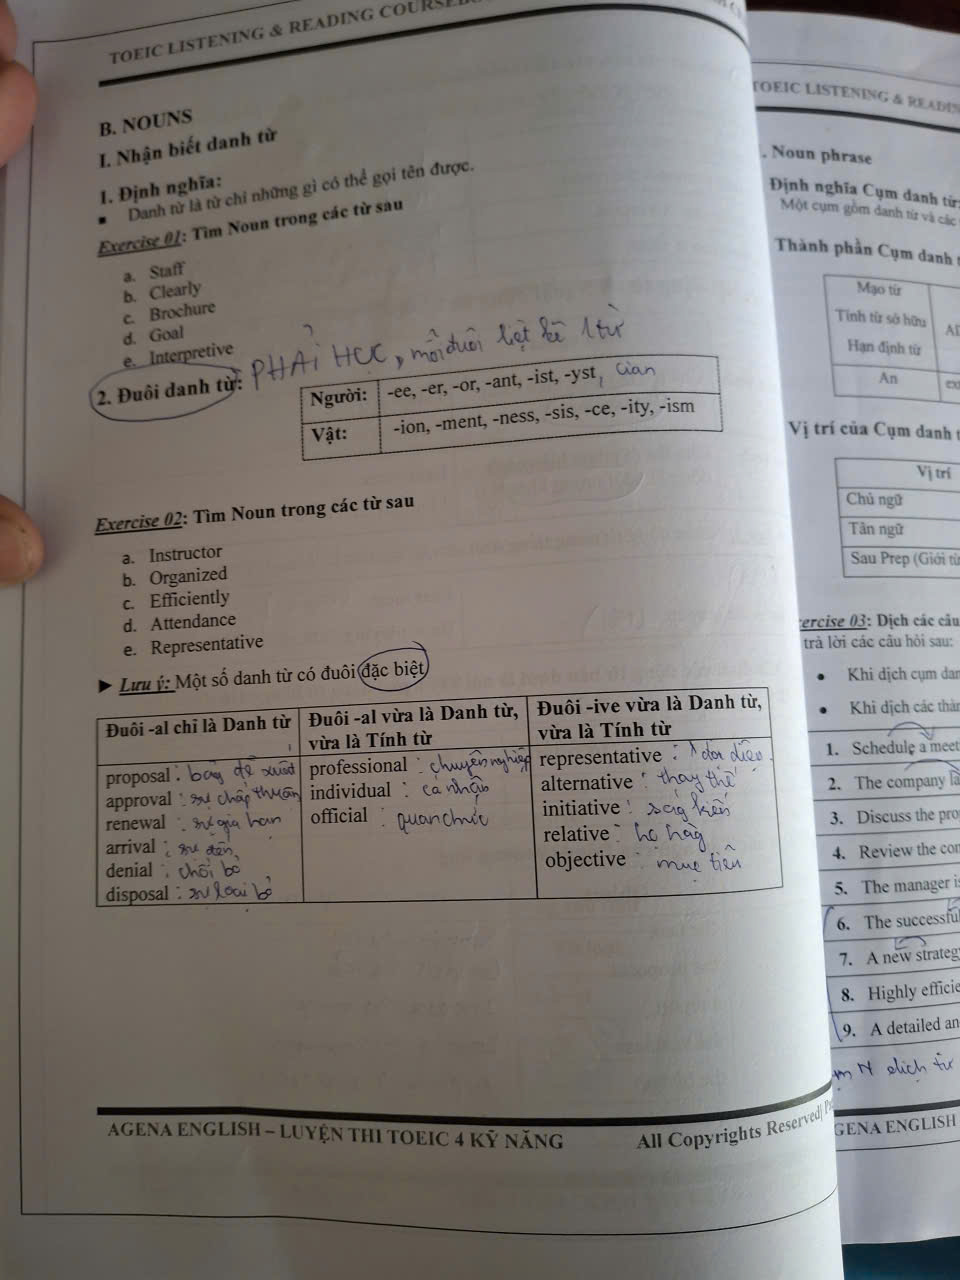 TOEIC LISTENING & READING
B. NOUNS
I. Nhận biết danh từ
1. Định nghĩa:
▪ Danh từ là từ chỉ những gì có thể gọi tên được.
Exercise 01: Tìm Noun trong các từ sau
a. Staff
b. Clearly
c. Brochure
d. Goal
e. Interpretive
2. Đuôi danh từ: PHẢI HỌC, mỗi đuôi liệt kê 1 từ
Người: -ee, -er, -or, -ant, -ist, -yst, cian
Vật: -ion, -ment, -ness, -sis, -ce, -ity, -ism
Exercise 02: Tìm Noun trong các từ sau
a. Instructor
b. Organized
c. Efficiently
d. Attendance
e. Representative
► Lưu ý: Một số danh từ có đuôi đặc biệt
Đuôi -al chỉ là Danh từ
proposal: bảng đề xuất
approval: sự chấp thuận
renewal: sự gia hạn
arrival: sự đến
denial: chối bỏ
disposal: sự loại bỏ
Đuôi -al vừa là Danh từ,
vừa là Tính từ
professional: chuyên nghiệp
individual: cá nhân
official: quan chức
Đuôi -ive vừa là Danh từ,
vừa là Tính từ
representative: đại diện
alternative: thay thế
initiative: sáng kiến
relative: họ hàng
objective: mục tiêu
AGENA ENGLISH – LUYỆN THI TOEIC 4 KỸ NĂNG All Copyrights Reserved|
TOEIC LISTENING &
. Noun phrase
Định nghĩa Cụm danh từ:
Một cụm gồm danh từ và các
Thành phần Cụm danh
Mạo từ
Tính từ sở hữu
Hạn định từ
An
Vị trí của Cụm danh
Vị trí
Chủ ngữ
Tân ngữ
Sau Prep (Giới từ
ercise 03: Dịch các câu
trả lời các câu hỏi sau:
• Khi dịch cụm dan
• Khi dịch các thàn
1. Schedule a meet
2. The company la
3. Discuss the pro
4. Review the con
5. The manager is
6. The successful
7. A new strategy
8. Highly efficie
9. A detailed an
N dịch từ
GENA ENGLISH